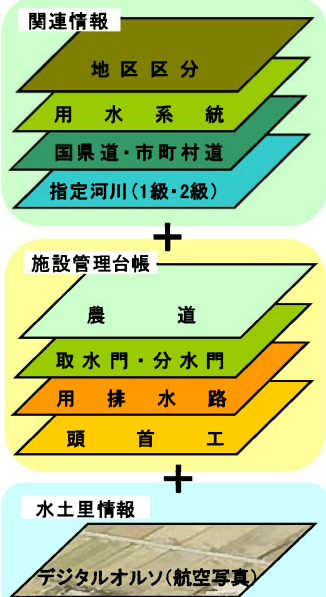 関連情報
地区区分
用水系統
国県道・市町村道
指定河川(1級・2級)
+
施設管理台帳
農道
取水門・分水門
用排水路
頭首工
+
水土里情報
デジタルオルソ(航空写真)